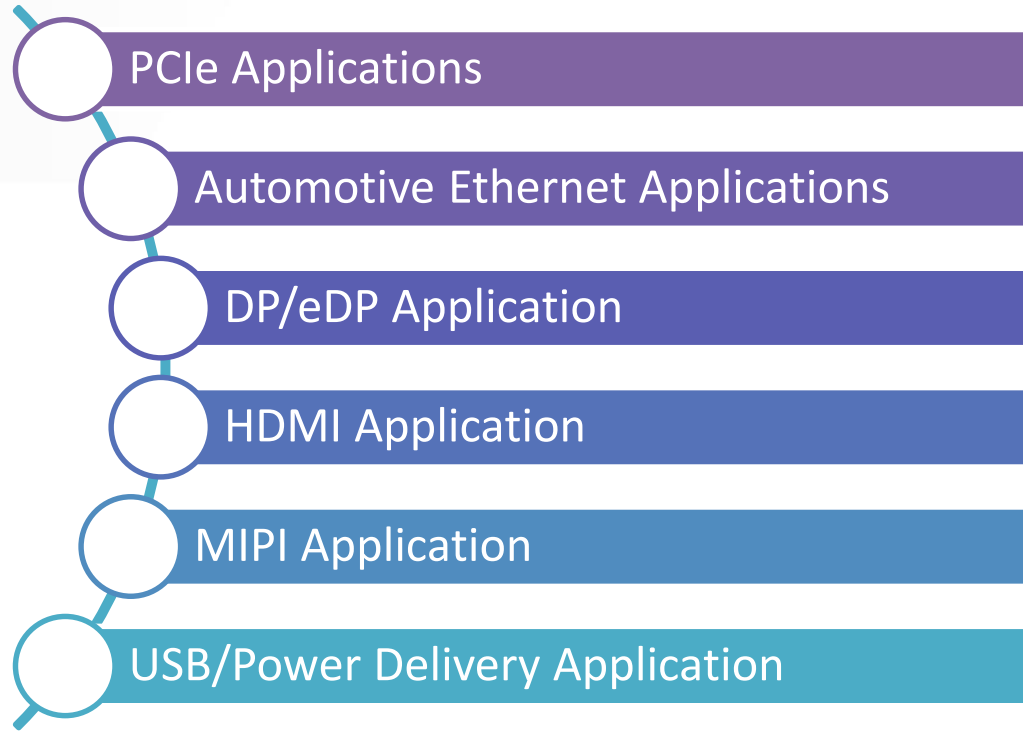 PCIe Applications
Automotive Ethernet Applications
DP/eDP Application
HDMI Application
MIPI Application
USB/Power Delivery Application